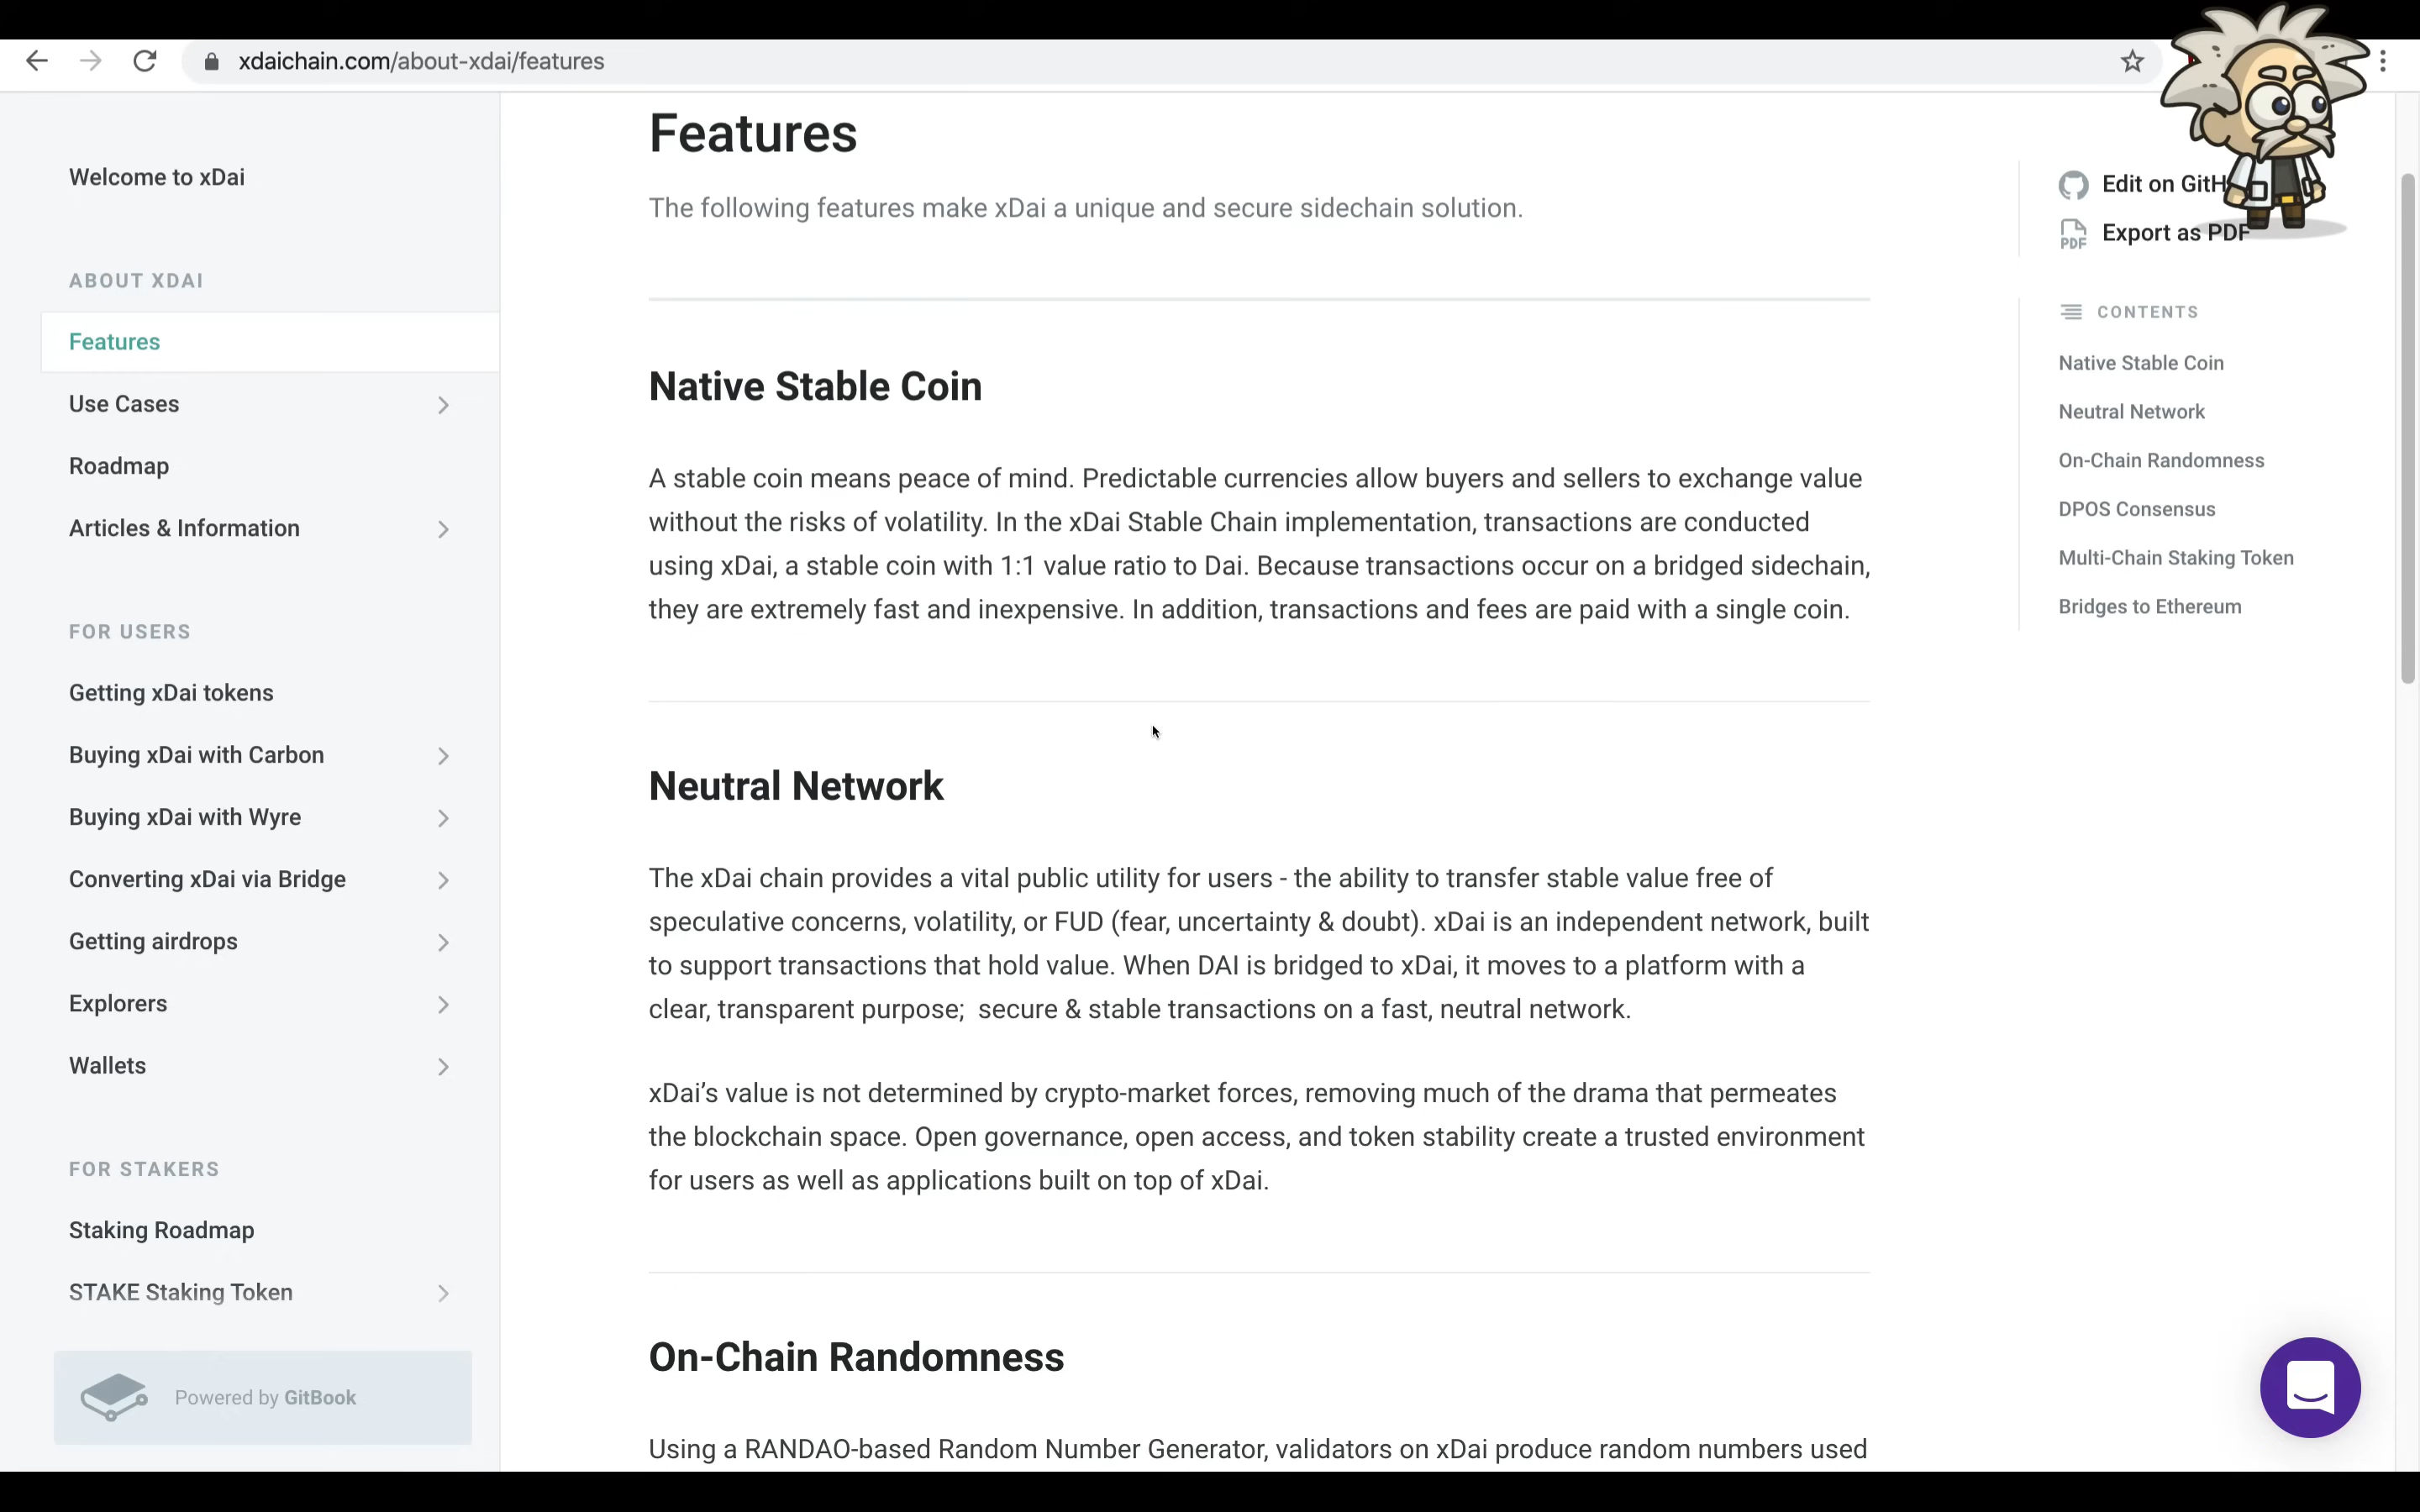 xdaichain.com/about-xdai/features
Welcome to xDai
ABOUT XDAI
Features
Use Cases
Roadmap
Articles & Information
FOR USERS
Getting xDai tokens
Buying xDai with Carbon
Buying xDai with Wyre
Converting xDai via Bridge
Getting airdrops
Explorers
Wallets
FOR STAKERS
Staking Roadmap
STAKE Staking Token
Powered by GitBook
Features
The following features make xDai a unique and secure sidechain solution.
Native Stable Coin
A stable coin means peace of mind. Predictable currencies allow buyers and sellers to exchange value
without the risks of volatility. In the xDai Stable Chain implementation, transactions are conducted
using xDai, a stable coin with 1:1 value ratio to Dai. Because transactions occur on a bridged sidechain,
they are extremely fast and inexpensive. In addition, transactions and fees are paid with a single coin.
Neutral Network
The xDai chain provides a vital public utility for users - the ability to transfer stable value free of
speculative concerns, volatility, or FUD (fear, uncertainty & doubt). xDai is an independent network, built
to support transactions that hold value. When DAI is bridged to xDai, it moves to a platform with a
clear, transparent purpose;  secure & stable transactions on a fast, neutral network.
xDai’s value is not determined by crypto-market forces, removing much of the drama that permeates
the blockchain space. Open governance, open access, and token stability create a trusted environment
for users as well as applications built on top of xDai.
On-Chain Randomness
Using a RANDAO-based Random Number Generator, validators on xDai produce random numbers used
Edit on
PDF
Export as PDF
CONTENTS
Native Stable Coin
Neutral Network
On-Chain Randomness
DPOS Consensus
Multi-Chain Staking Token
Bridges to Ethereum